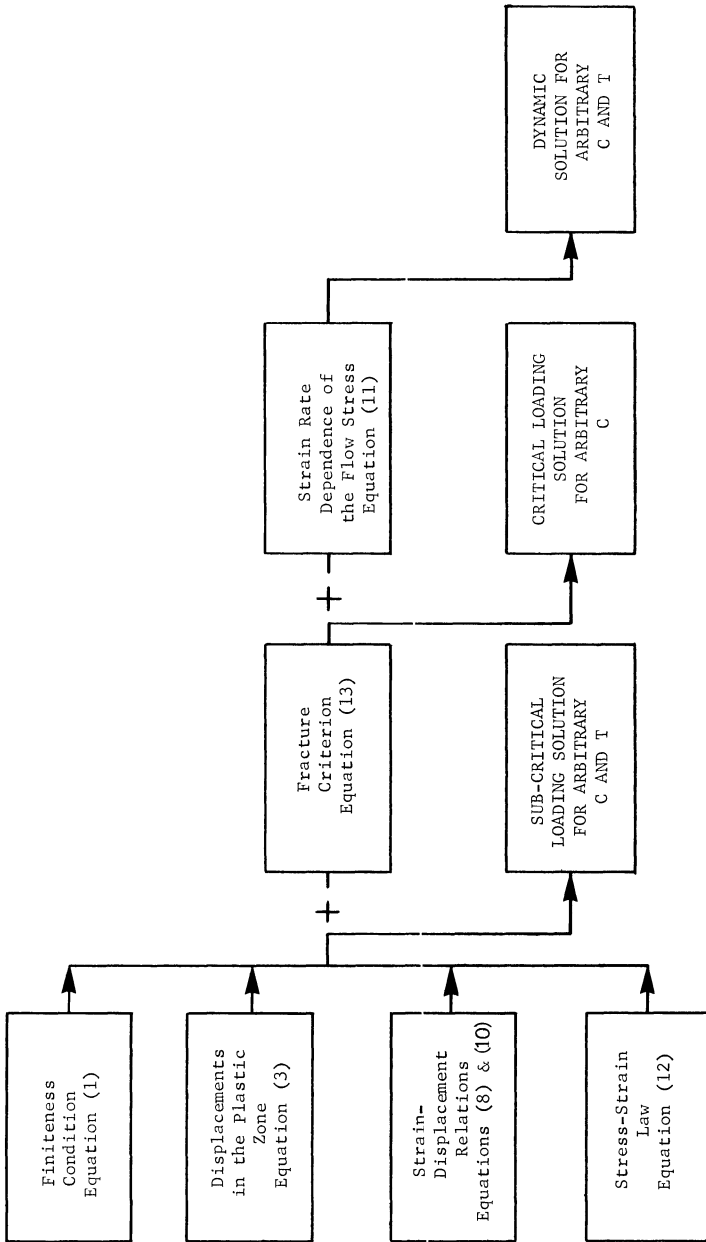 Finiteness
Condition
Equation (1)
Displacements
in the Plastic
Zone
Equation (3)
Strain-
Displacement
Relations
Equations (8) & (10)
Stress-Strain
Law
Equation (12)
+
Fracture
Criterion
Equation (13)
+
Strain Rate
Dependence of
the Flow Stress
Equation (11)
SUB-CRITICAL
LOADING SOLUTION
FOR ARBITRARY
C AND T
CRITICAL LOADING
SOLUTION
FOR ARBITRARY
C
DYNAMIC
SOLUTION FOR
ARBITRARY
C AND T